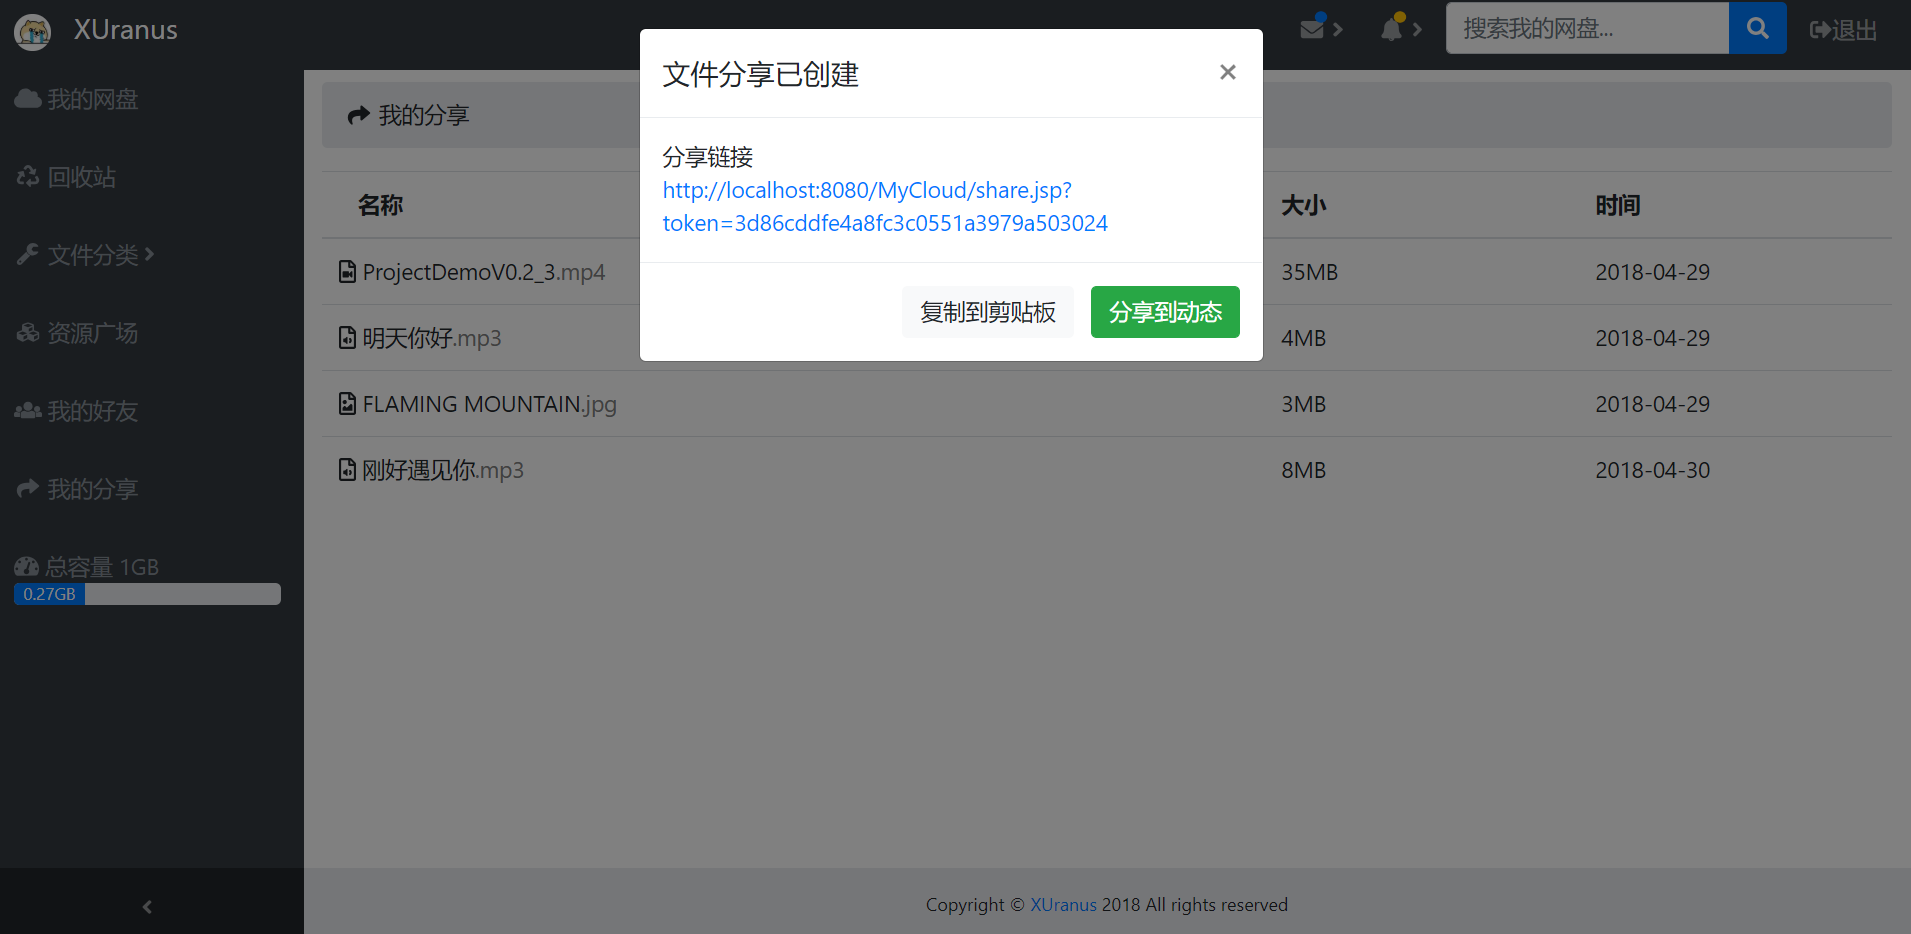 XUranus
搜索我的网盘...
退出
我的网盘
回收站
文件分类
资源广场
我的好友
我的分享
总容量 1GB
0.27GB
我的分享
名称 大小 时间
ProjectDemoV0.2_3.mp4 35MB 2018-04-29
明天你好.mp3 4MB 2018-04-29
FLAMING MOUNTAIN.jpg 3MB 2018-04-29
刚好遇见你.mp3 8MB 2018-04-30
文件分享已创建
×
分享链接
http://localhost:8080/MyCloud/share.jsp?
token=3d86cddfe4a8fc3c0551a3979a503024
复制到剪贴板
分享到动态
Copyright © XUranus 2018 All rights reserved